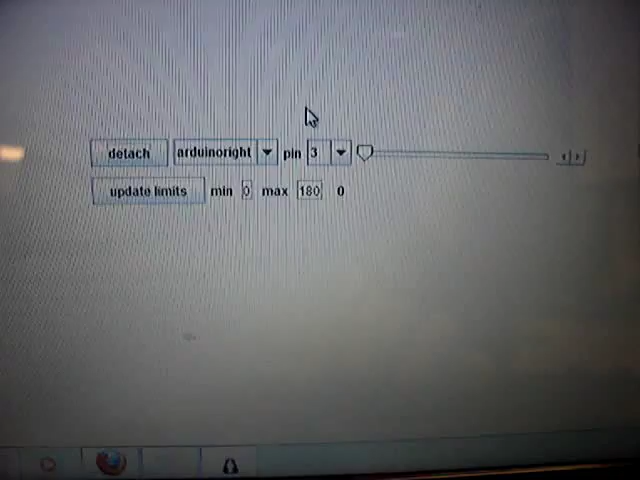 detach arduinoright pin 3
update limits min 0 max 180 0